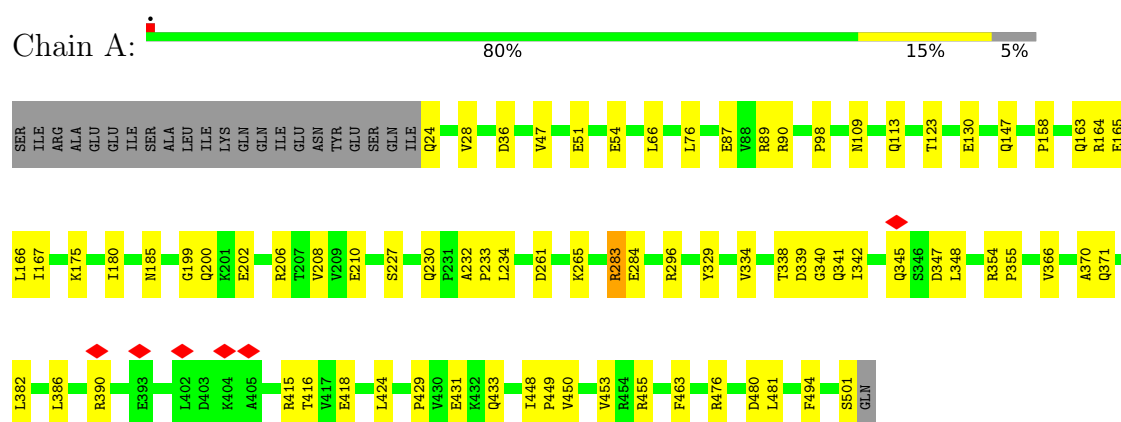 Chain A:
80% 15% 5%
SER ILE ARG ALA GLU GLU ILE SER ALA LEU ILE LYS GLN GLN ILE GLU ASN TYR GLU SER GLN ILE Q24 V28 D36 V47 E51 E54 L66 L76 E87 V88 R89 R90 P98 N109 Q113 T123 E130 Q147 P158 Q163 R164 E165
L166 I167 K175 I180 N185 G199 Q200 K201 E202 R206 T207 V208 V209 E210 S227 Q230 P231 A232 P233 L234 D261 K265 R283 E284 R296 Y329 V334 T338 D339 G340 Q341 I342 Q345 S346 D347 L348 R354 P355 V366 A370 Q371
L382 L386 R390 E393 L402 D403 K404 A405 R415 T416 V417 E418 L424 P429 V430 E431 K432 Q433 I448 P449 V450 V453 R454 R455 F463 R476 D480 L481 F494 S501 GLN